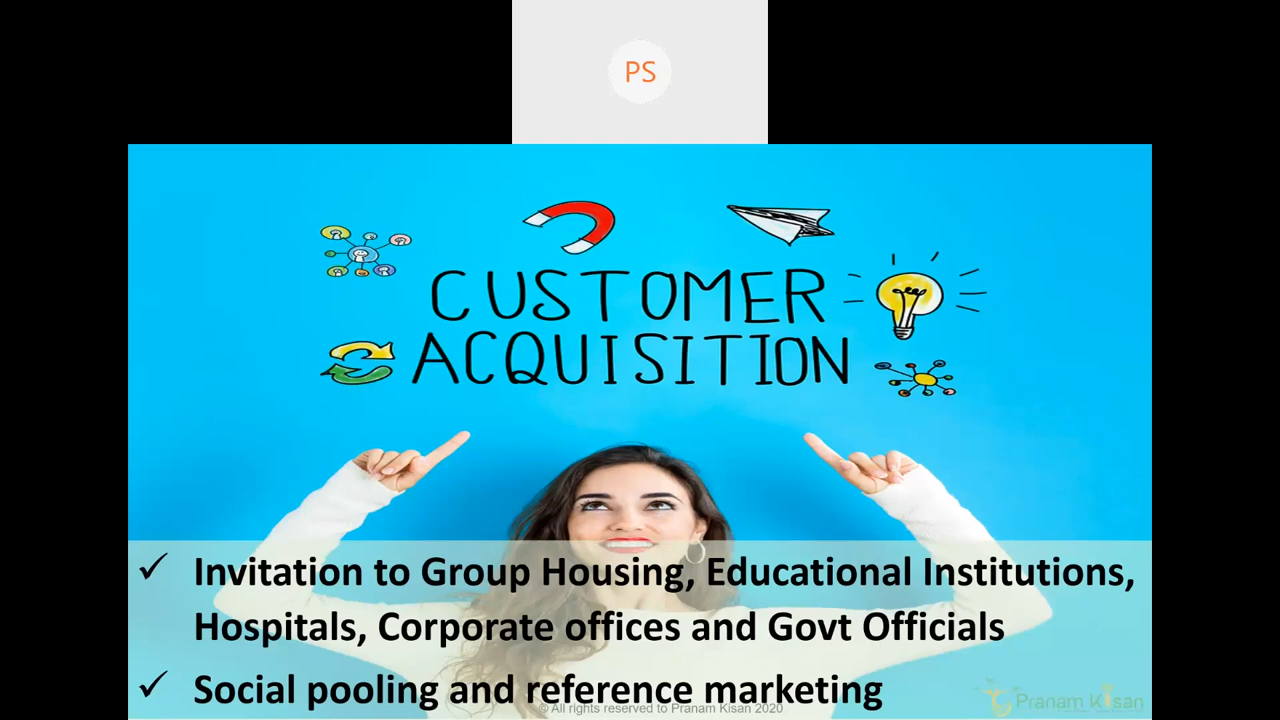 PS
CUSTOMER
ACQUISITION
✓ Invitation to Group Housing, Educational Institutions,
Hospitals, Corporate offices and Govt Officials
✓ Social pooling and reference marketing
© All rights reserved to Pranam Kisan 2020
Pranam Kisan